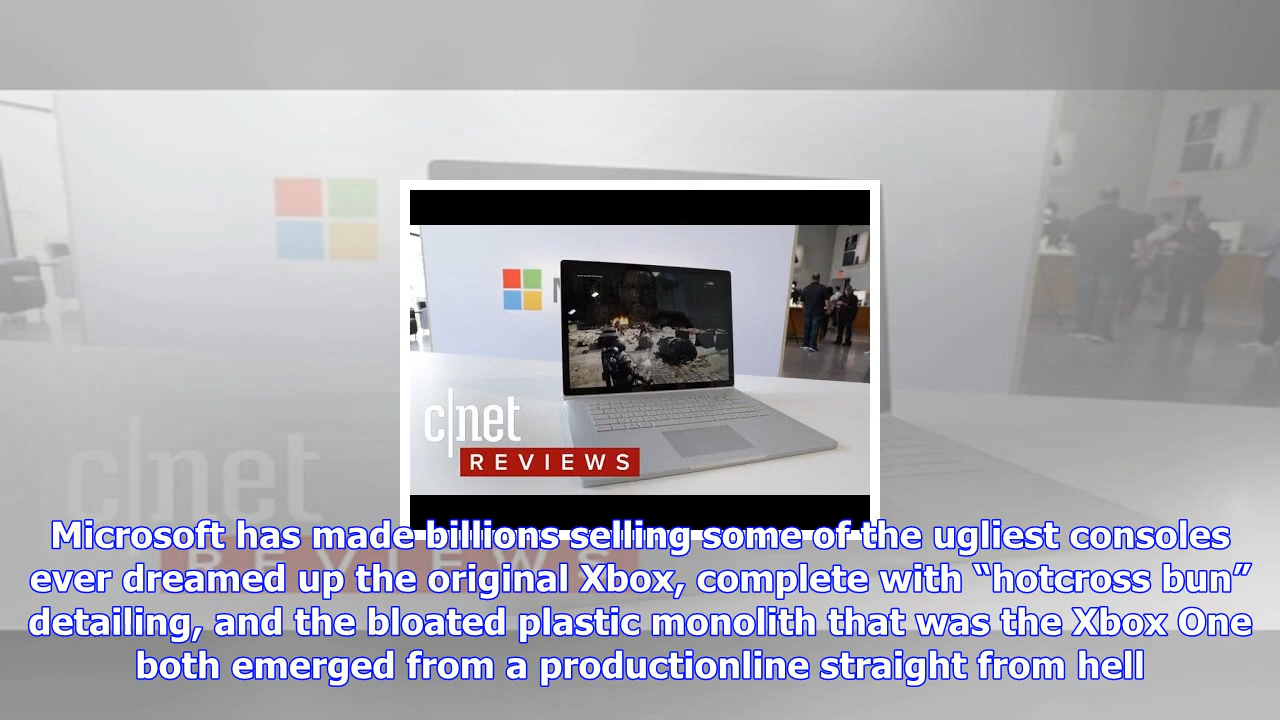 c|net
REVIEWS
Microsoft has made billions selling some of the ugliest consoles
ever dreamed up the original Xbox, complete with “hotcross bun”
detailing, and the bloated plastic monolith that was the Xbox One
both emerged from a productionline straight from hell